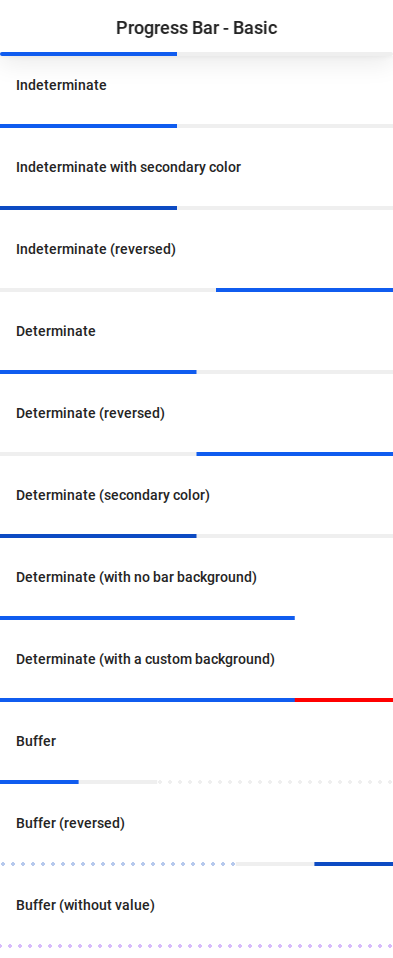 Progress Bar - Basic
Indeterminate
Indeterminate with secondary color
Indeterminate (reversed)
Determinate
Determinate (reversed)
Determinate (secondary color)
Determinate (with no bar background)
Determinate (with a custom background)
Buffer
Buffer (reversed)
Buffer (without value)